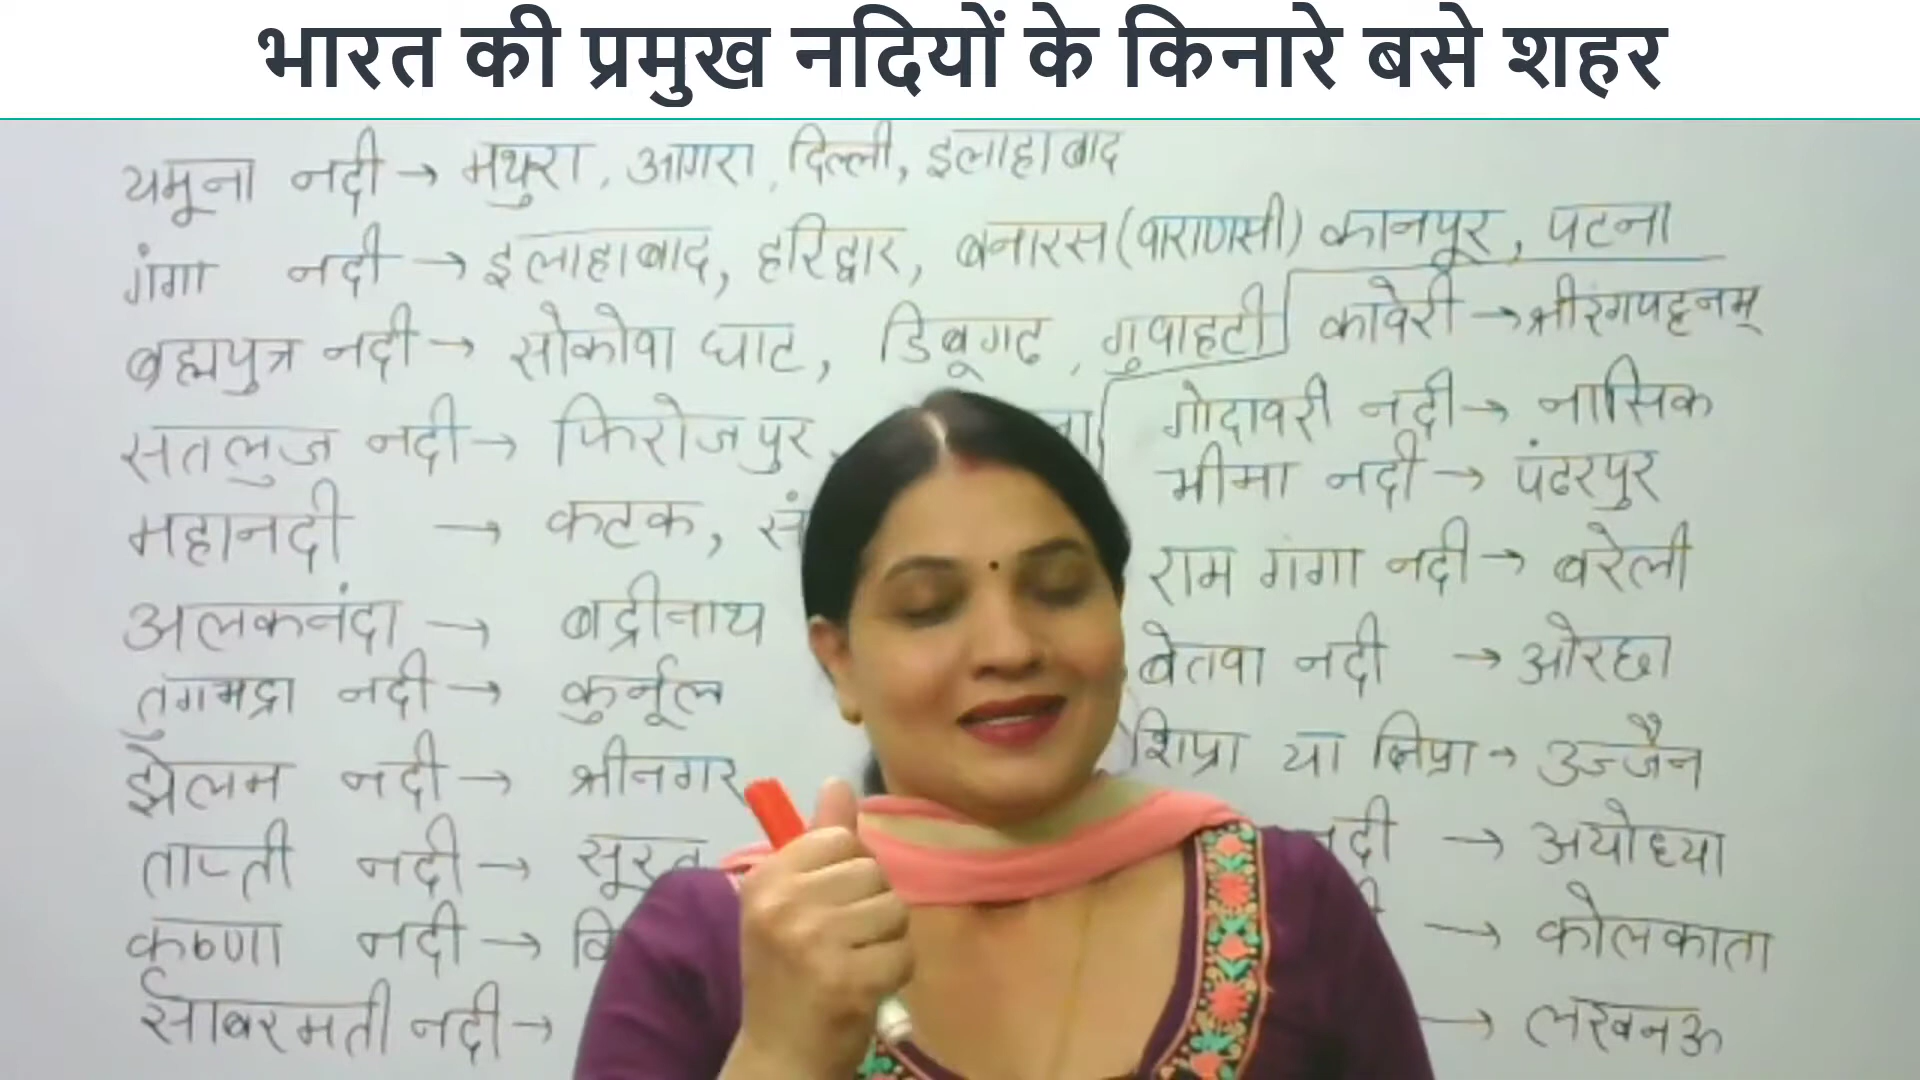 भारत की प्रमुख नदियों के किनारे बसे शहर
यमूना नदी → मथुरा, आगरा, दिल्ली, इलाहाबाद
गंगा नदी → इलाहाबाद, हरिद्वार, बनारस (वाराणसी) कानपूर, पटना
ब्रह्मपुत्र नदी → सोकोवा घाट, डिबूगढ, गुवाहटी
सतलुज नदी → फिरोजपुर,
महानदी → कटक,
अलकनंदा → बद्रीनाथ
तुंगभद्रा नदी → कुर्नूल
झेलम नदी → श्रीनगर
ताप्ती नदी → सूरत
कृष्णा नदी → वि
साबरमती नदी →
कावेरी → श्रीरंगपट्टनम्
गोदावरी नदी → नासिक
भीमा नदी → पंढरपुर
राम गंगा नदी → बरेली
बेतवा नदी → ओरछा
शिप्रा या क्षिप्रा → उज्जैन
नदी → अयोध्या
→ कोलकाता
→ लखनऊ